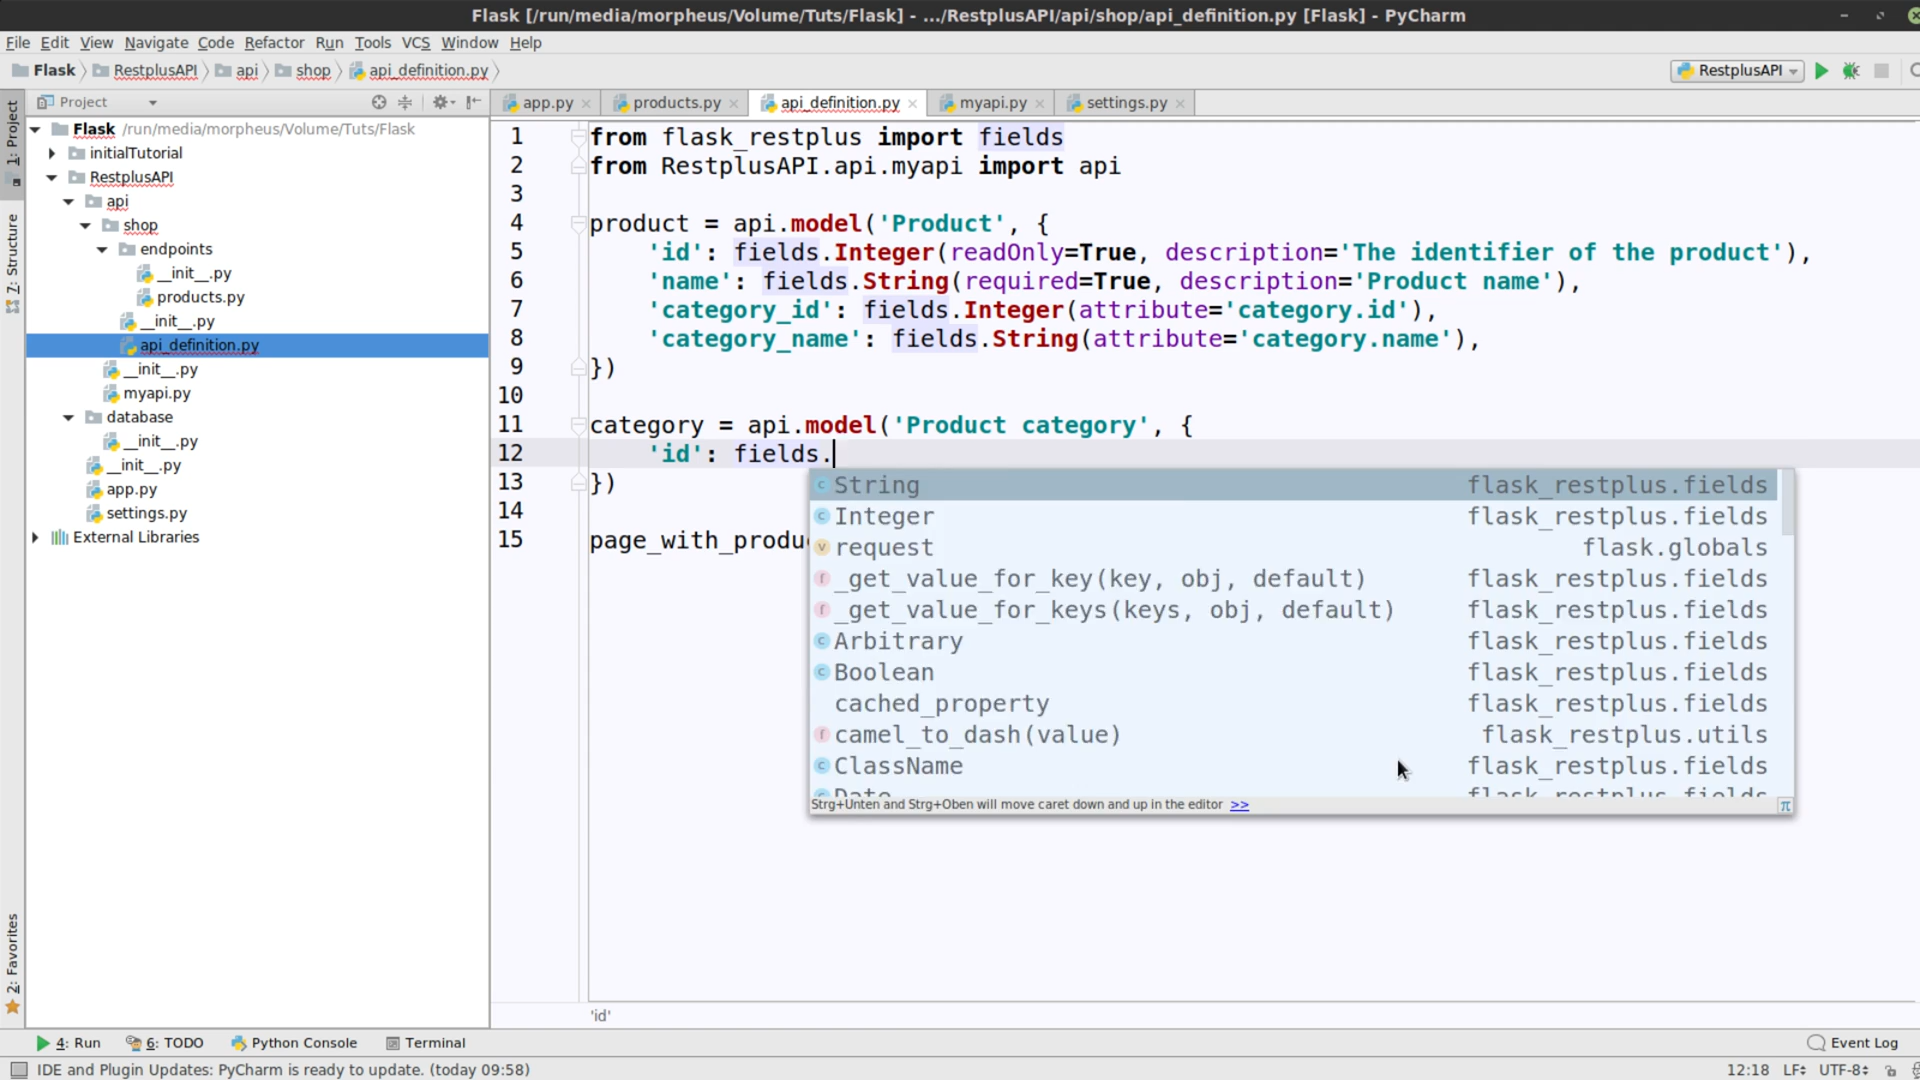 Flask [/run/media/morpheus/Volume/Tuts/Flask] - .../RestplusAPI/api/shop/api_definition.py [Flask] - PyCharm
File Edit View Navigate Code Refactor Run Tools VCS Window Help
Flask RestplusAPI api shop api_definition.py RestplusAPI
Project app.py products.py api_definition.py myapi.py settings.py
1: Project
7: Structure
2: Favorites
Flask /run/media/morpheus/Volume/Tuts/Flask
initialTutorial
RestplusAPI
api
shop
endpoints
__init__.py
products.py
__init__.py
api_definition.py
__init__.py
myapi.py
database
__init__.py
__init__.py
app.py
settings.py
External Libraries
1 from flask_restplus import fields
2 from RestplusAPI.api.myapi import api
3
4 product = api.model('Product', {
5 'id': fields.Integer(readOnly=True, description='The identifier of the product'),
6 'name': fields.String(required=True, description='Product name'),
7 'category_id': fields.Integer(attribute='category.id'),
8 'category_name': fields.String(attribute='category.name'),
9 })
10
11 category = api.model('Product category', {
12 'id': fields.
13 })
14
15 page_with_produ
String flask_restplus.fields
Integer flask_restplus.fields
request flask.globals
_get_value_for_key(key, obj, default) flask_restplus.fields
_get_value_for_keys(keys, obj, default) flask_restplus.fields
Arbitrary flask_restplus.fields
Boolean flask_restplus.fields
cached_property flask_restplus.fields
camel_to_dash(value) flask_restplus.utils
ClassName flask_restplus.fields
Date flask_restplus.fields
Strg+Unten and Strg+Oben will move caret down and up in the editor >> π
'id'
4: Run 6: TODO Python Console Terminal Event Log
IDE and Plugin Updates: PyCharm is ready to update. (today 09:58) 12:18 LF UTF-8